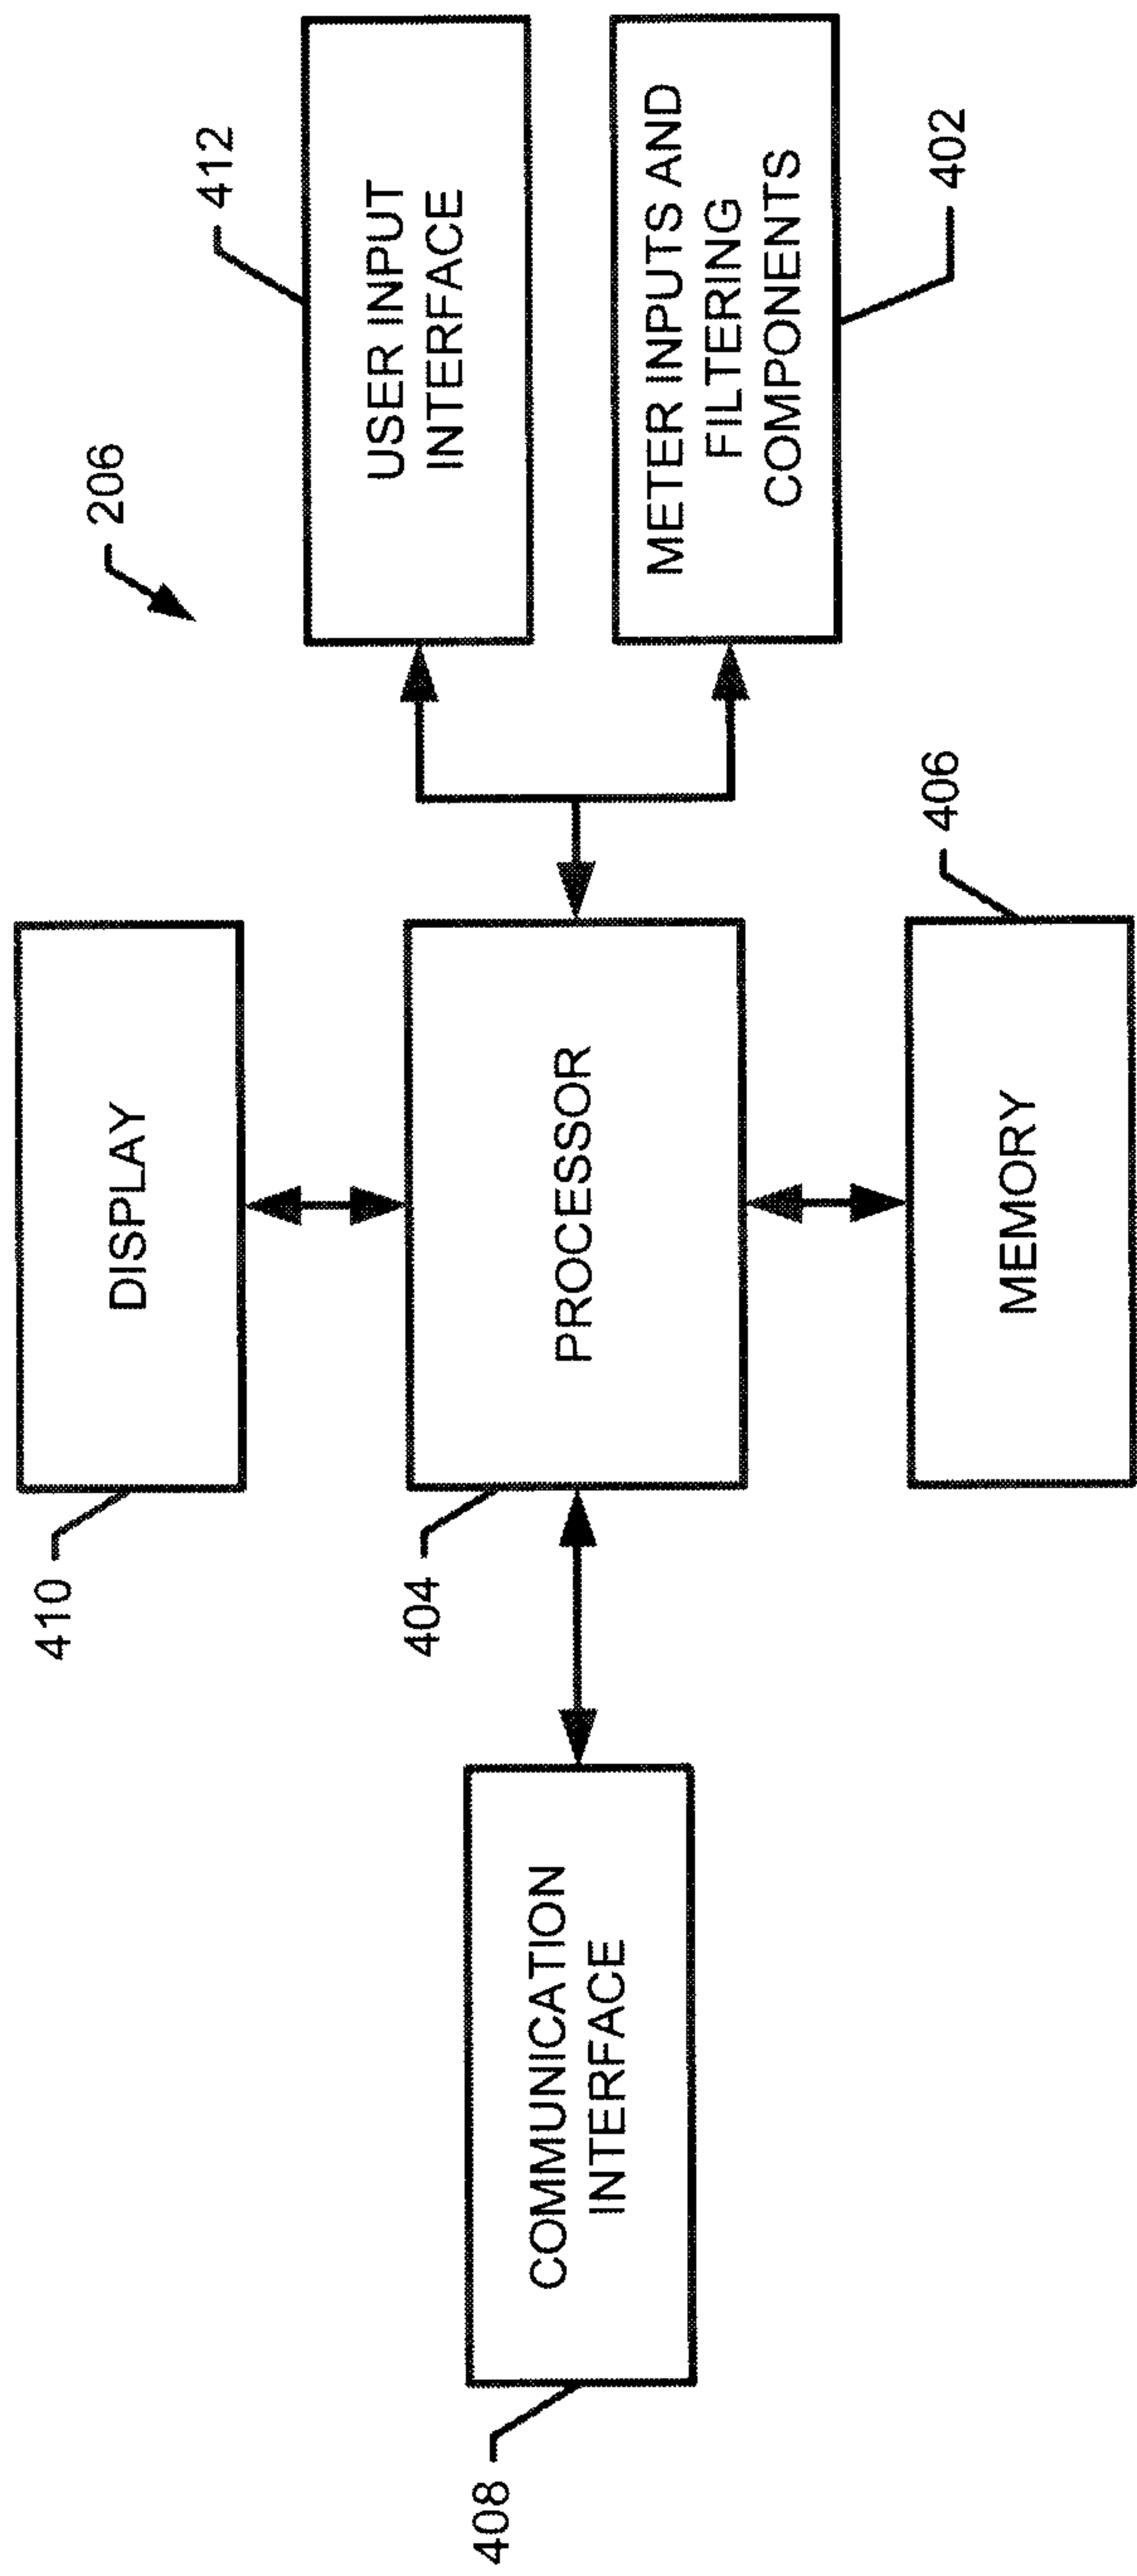 206
410
DISPLAY
412
USER INPUT
INTERFACE
408
COMMUNICATION
INTERFACE
404
PROCESSOR
METER INPUTS AND
FILTERING
COMPONENTS
402
MEMORY
406